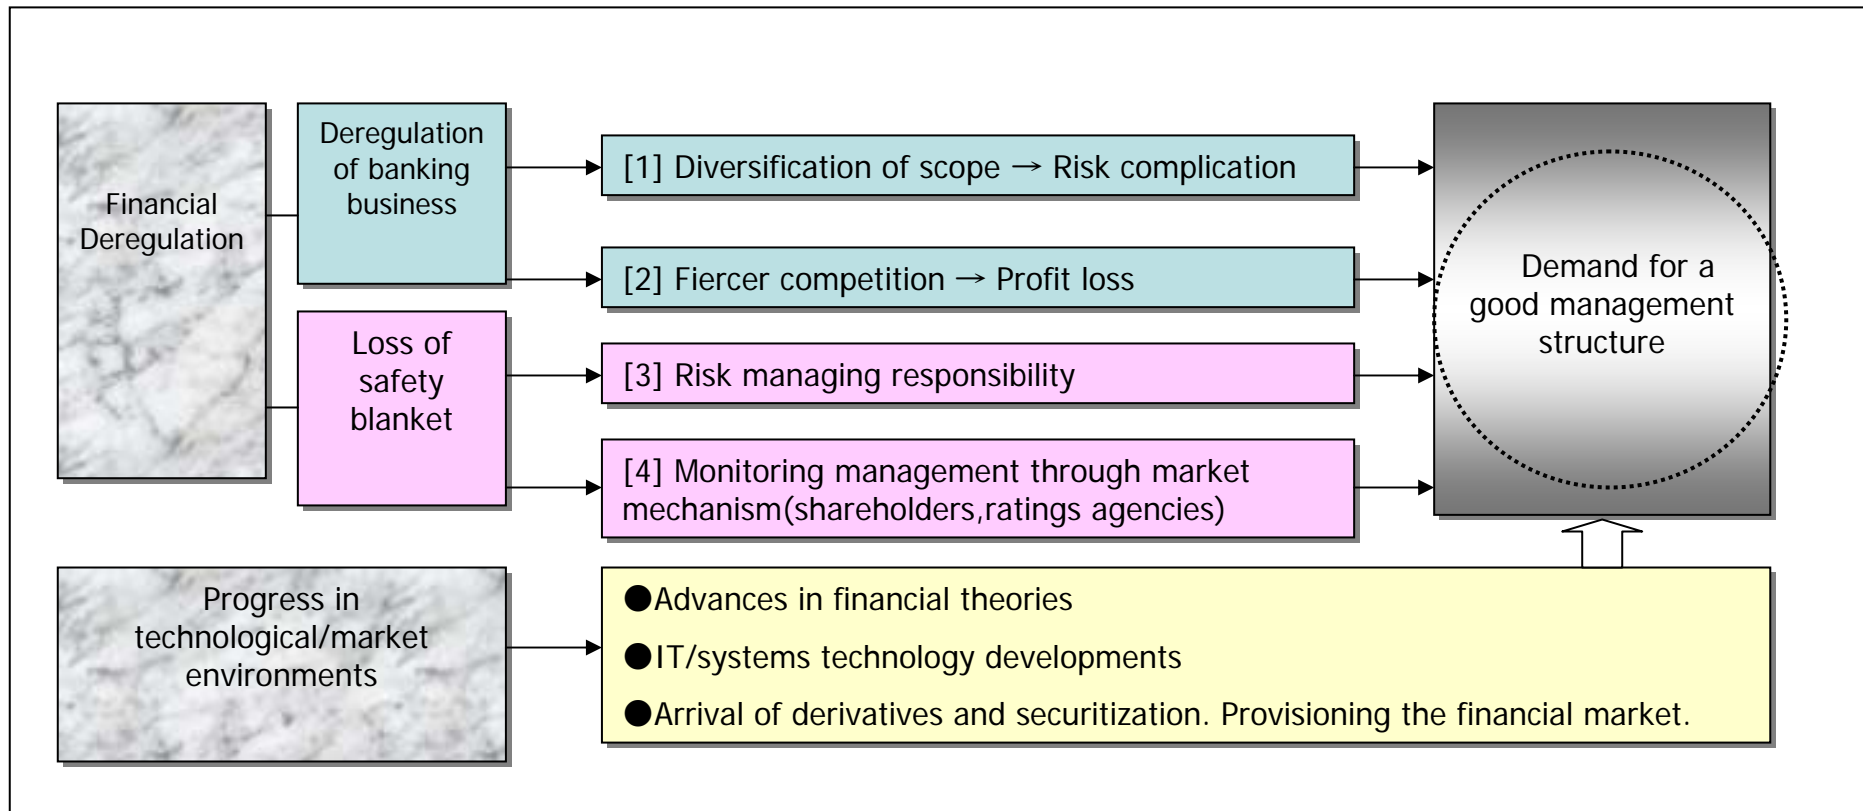 Financial
Deregulation
Deregulation
of banking
business
[1] Diversification of scope → Risk complication
[2] Fiercer competition → Profit loss
Loss of
safety
blanket
[3] Risk managing responsibility
[4] Monitoring management through market
mechanism(shareholders,ratings agencies)
Demand for a
good management
structure
Progress in
technological/market
environments
●Advances in financial theories
●IT/systems technology developments
●Arrival of derivatives and securitization. Provisioning the financial market.